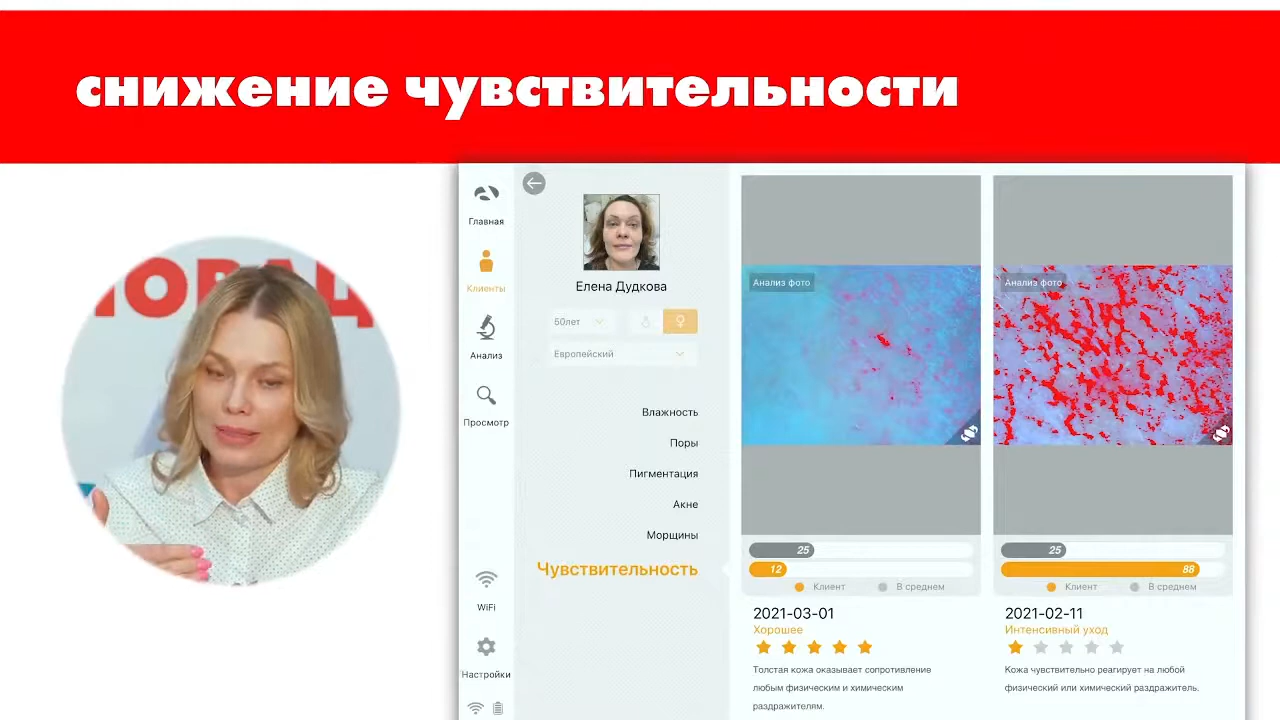 снижение чувствительности
Главная
Клиенты
Анализ
Просмотр
WiFi
Настройки
Елена Дудкова
50лет
Европейский
Влажность
Поры
Пигментация
Акне
Морщины
Чувствительность
Анализ фото
25
12
Клиент В среднем
2021-03-01
Хорошее
Толстая кожа оказывает сопротивление
любым физическим и химическим
раздражителям.
Анализ фото
25
88
Клиент В среднем
2021-02-11
Интенсивный уход
Кожа чувствительно реагирует на любой
физический или химический раздражитель.